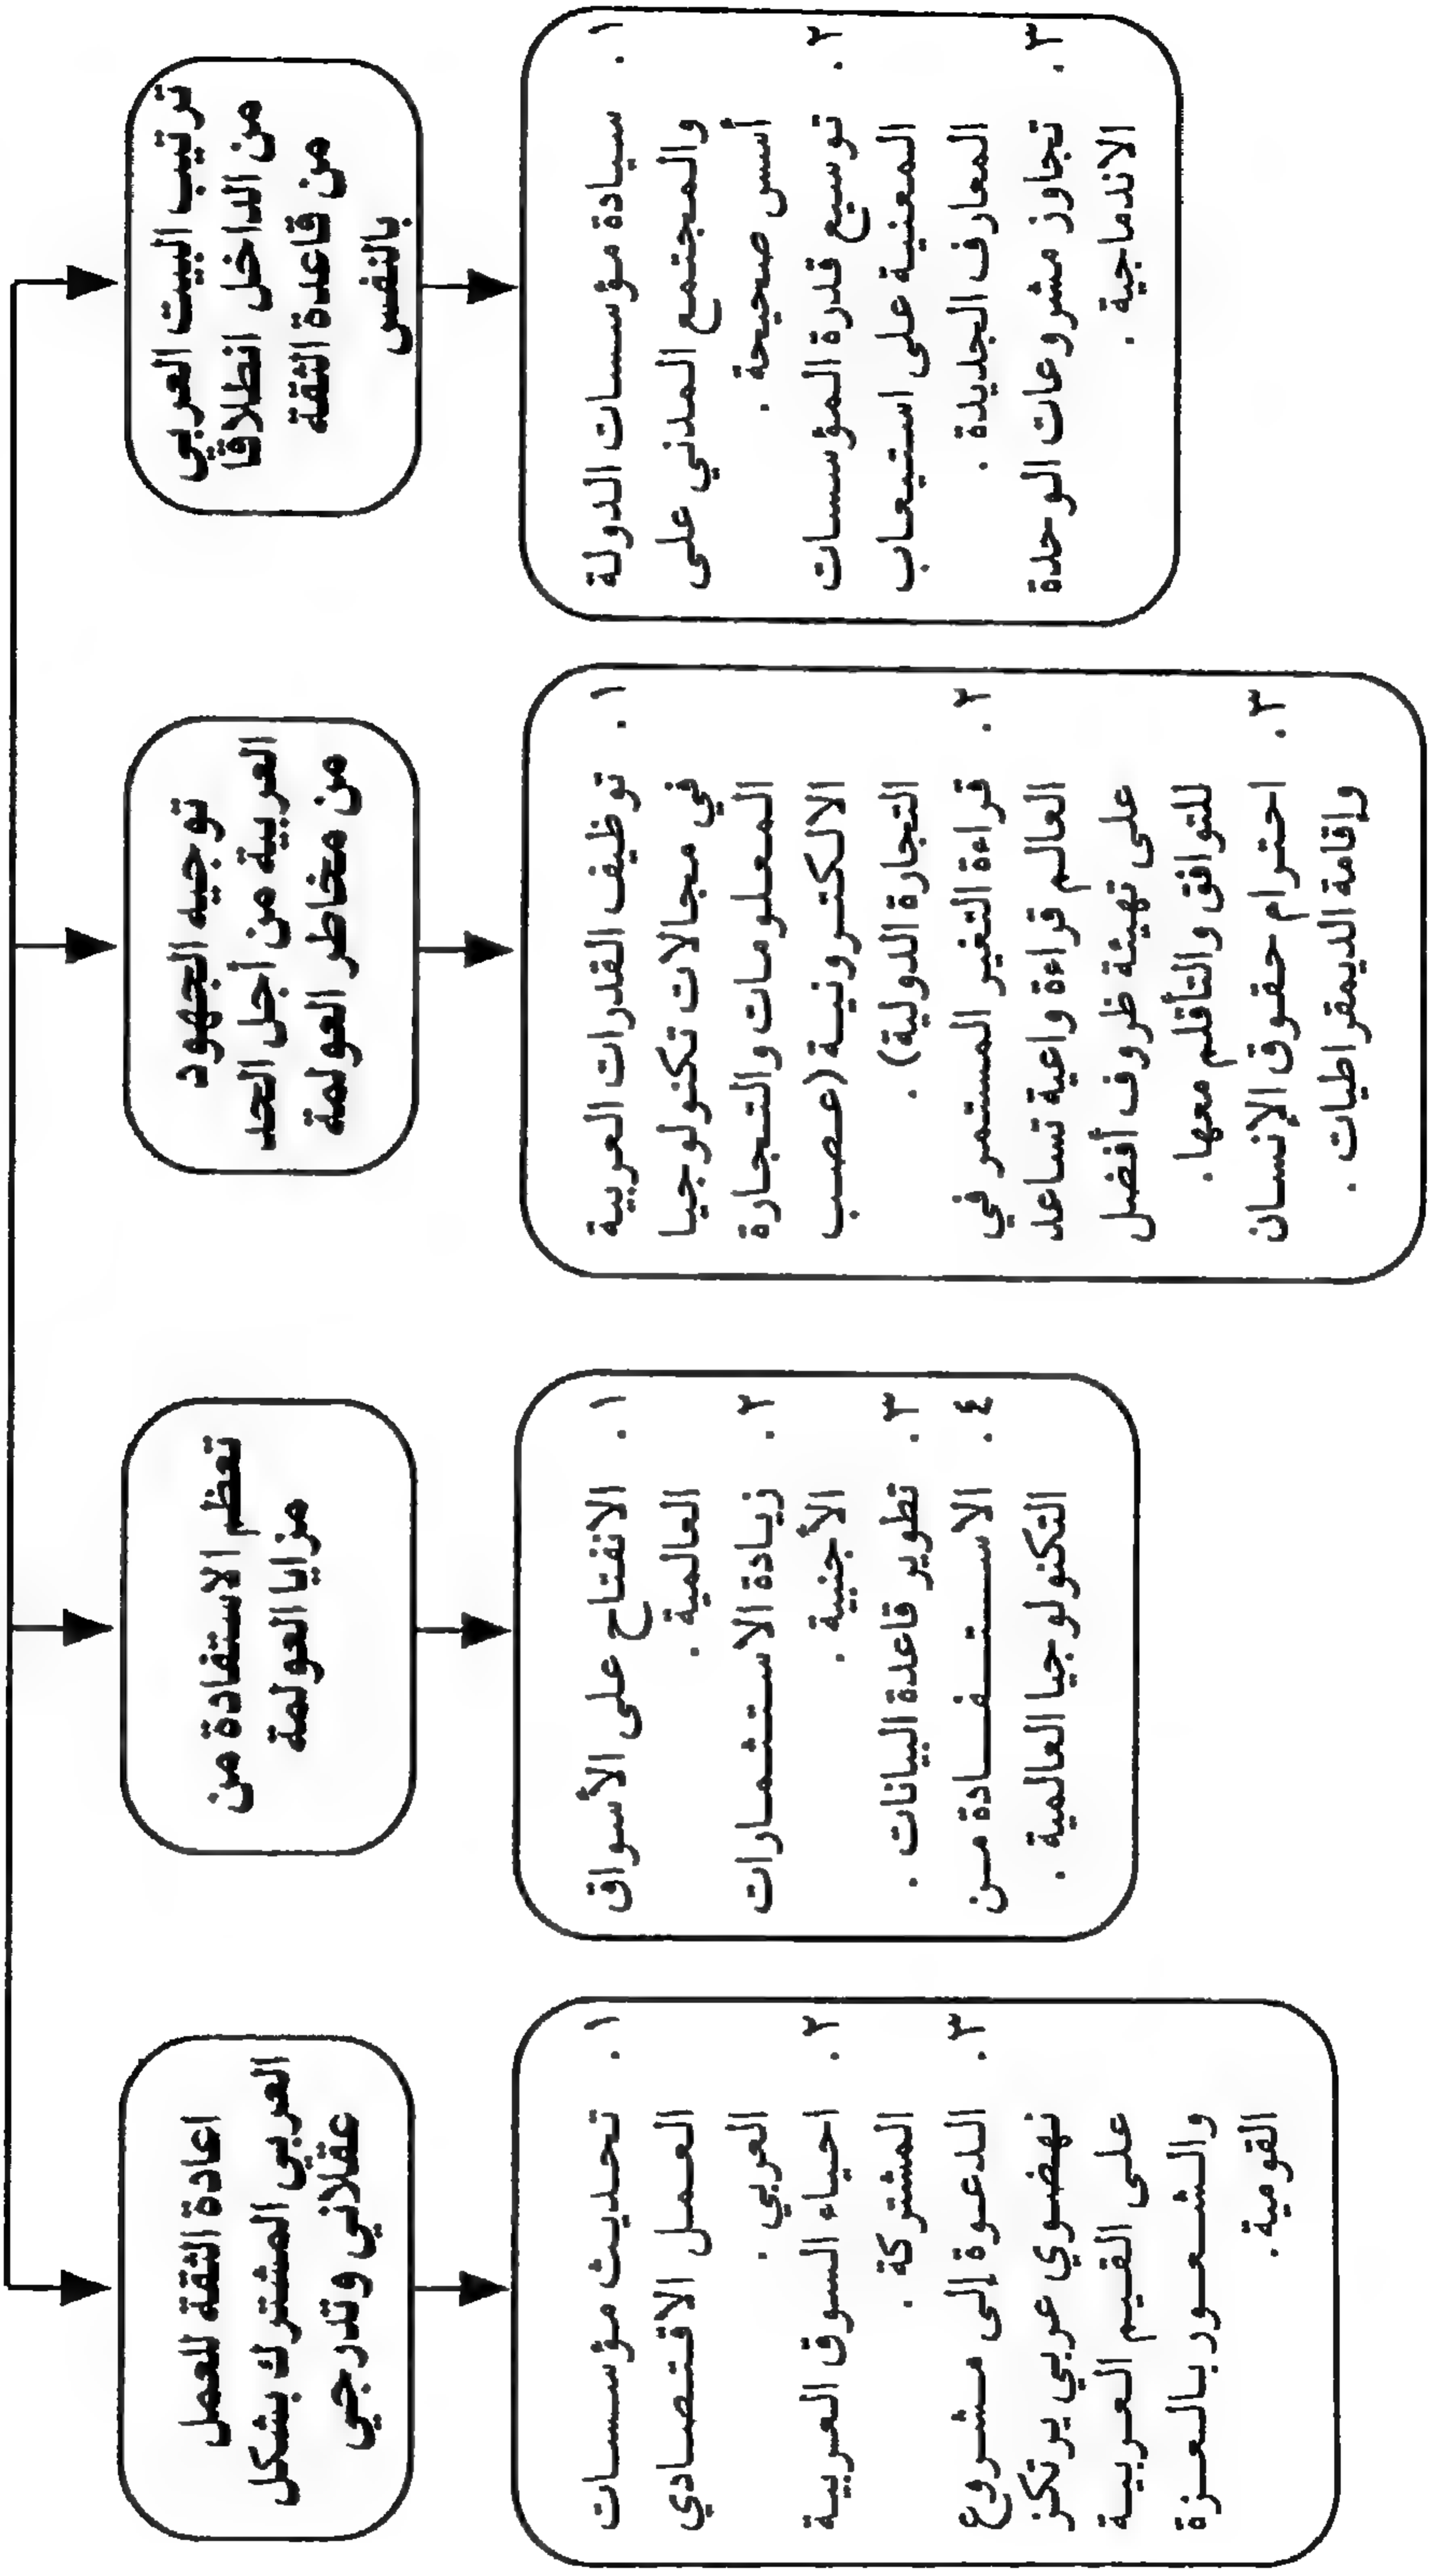 ترتيب البيت العربي
من الداخل انطلاقا
من قاعدة الثقة
بالنفس
١. سيادة مؤسسات الدولة
والمجتمع المدني على
أسس صحيحة .
٢. توسيع قدرة المؤسسات
المعنية على استيعاب
المعارف الجديدة .
٣. تجاوز مشروعات الوحدة
الاندماجية .
توجيه الجهود
العربية من أجل الحد
من مخاطر العولمة
١. توظيف القدرات العربية
في مجالات تكنولوجيا
المعلومات والتجارة
الالكترونية (عصب
التجارة الدولية) .
٢. قراءة التغير المستمر في
العالم قراءة واعية تساعد
على تهيئة ظروف أفضل
للتوافق والتأقلم معها .
٣. احترام حقوق الإنسان
وإقامة الديمقراطيات .
تعظم الاستفادة من
مزايا العولمة
١. الانفتاح على الأسواق
العالمية .
٢. زيادة الاستثمارات
الأجنبية .
٣. تطوير قاعدة البيانات .
٤. الاستفادة من
التكنولوجيا العالمية .
اعادة الثقة للعمل
العربي المشترك بشكل
عقلاني وتدرجي
١. تحديث مؤسسات
العمل الاقتصادي
العربي .
٢. احياء السوق العربية
المشتركة .
٣. الدعوة إلى مشروع
نهضوي عربي يرتكز
على القيم العربية
والشعور بالعزة
القومية .